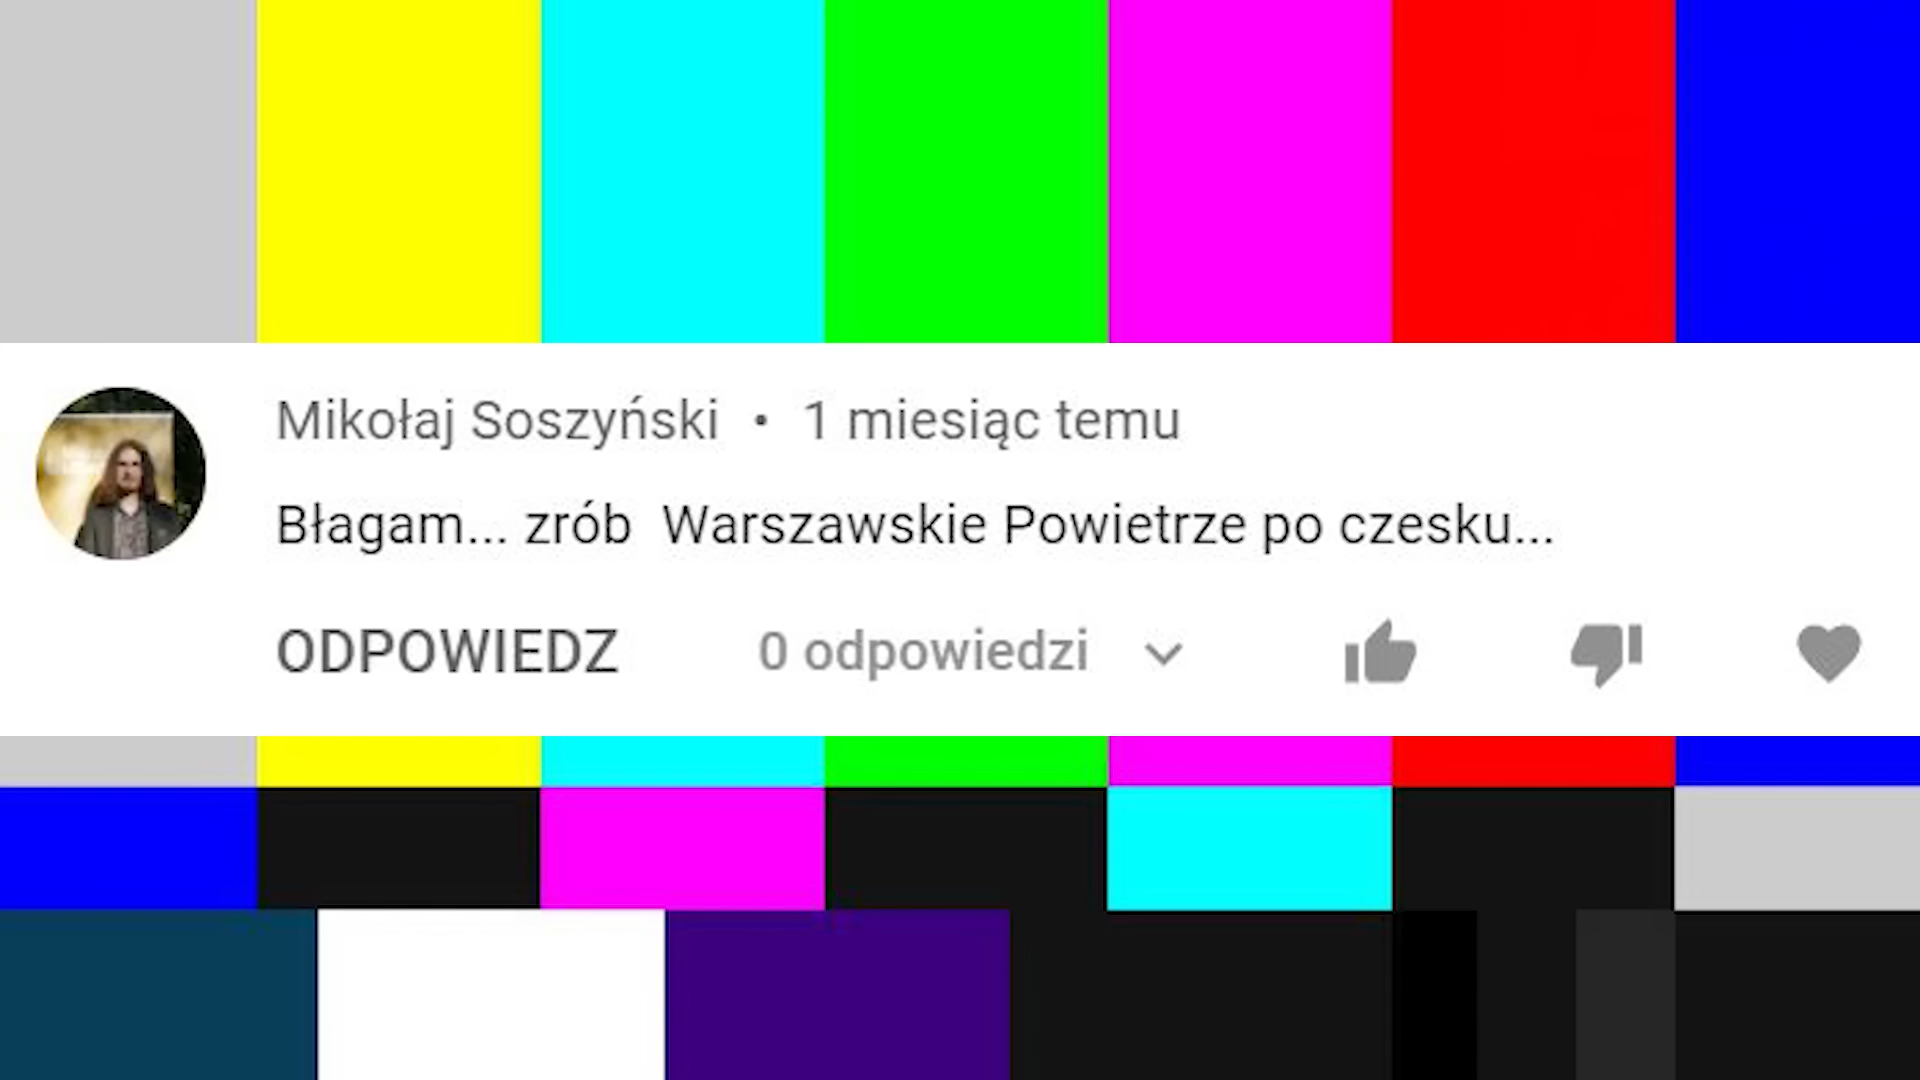 Mikołaj Soszyński • 1 miesiąc temu
Błagam... zrób  Warszawskie Powietrze po czesku...
ODPOWIEDZ 0 odpowiedzi